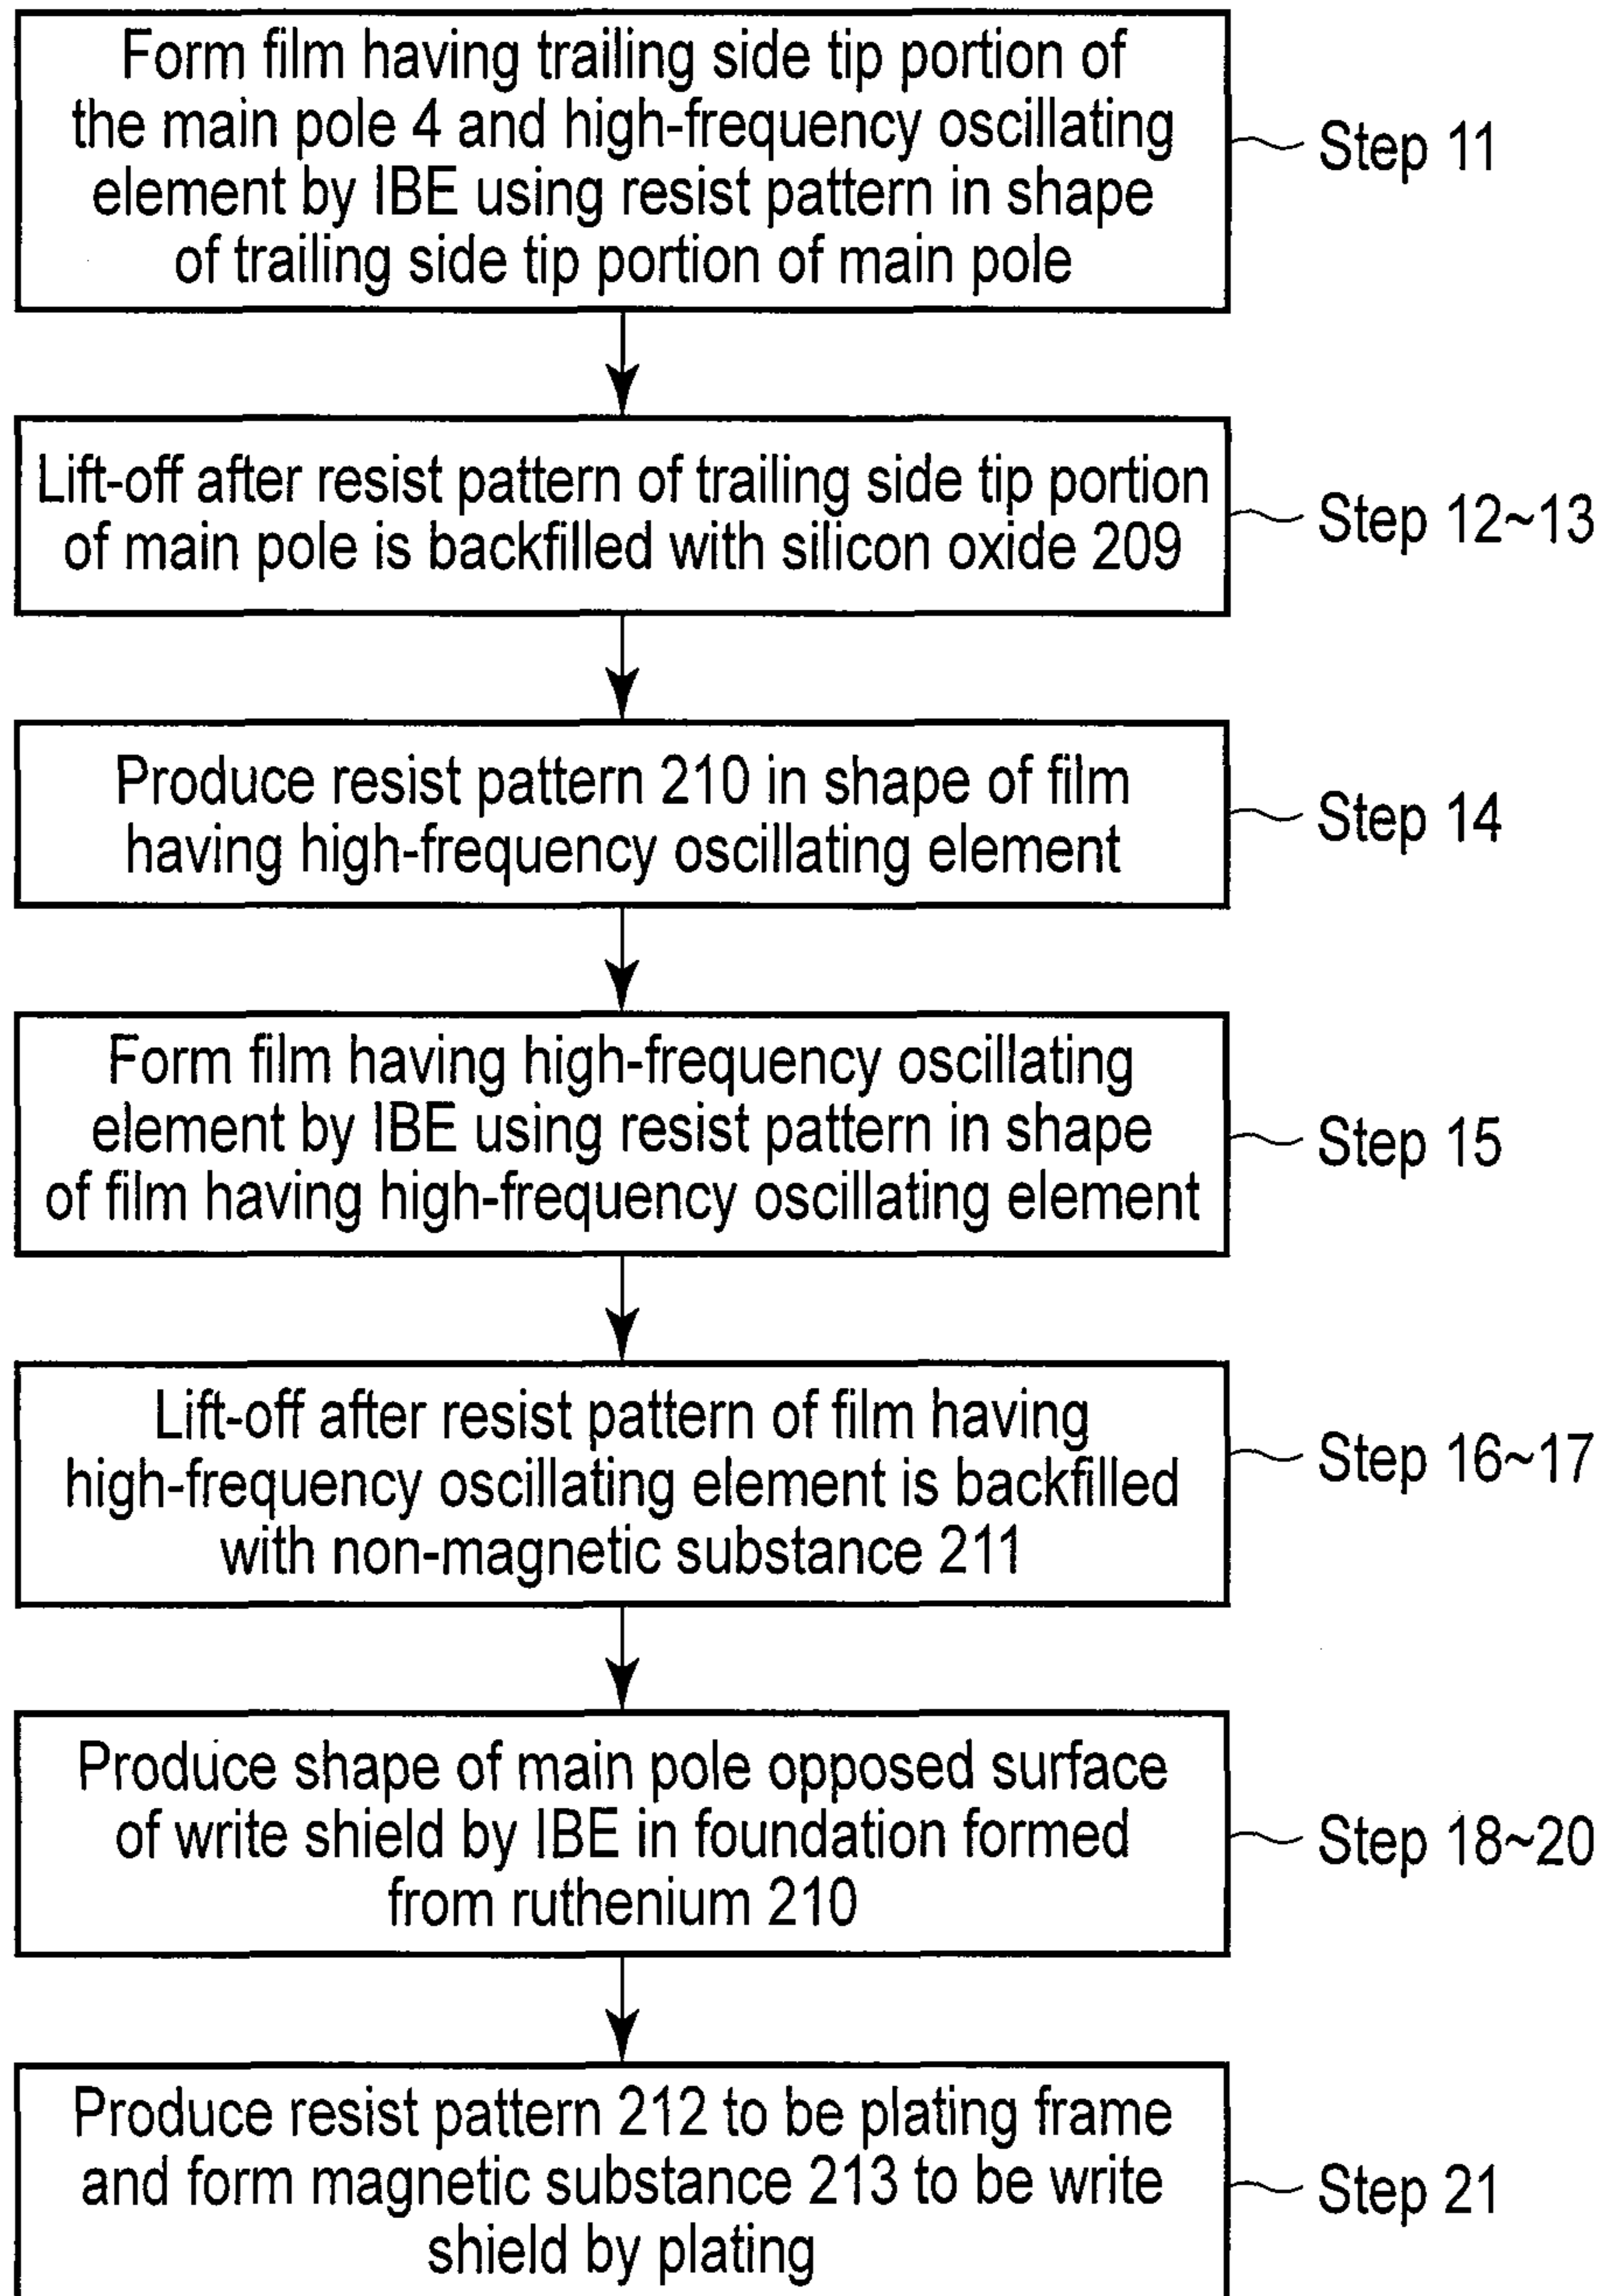 Form film having trailing side tip portion of
the main pole 4 and high-frequency oscillating
element by IBE using resist pattern in shape
of trailing side tip portion of main pole
Step 11
Lift-off after resist pattern of trailing side tip portion
of main pole is backfilled with silicon oxide 209
Step 12~13
Produce resist pattern 210 in shape of film
having high-frequency oscillating element
Step 14
Form film having high-frequency oscillating
element by IBE using resist pattern in shape
of film having high-frequency oscillating element
Step 15
Lift-off after resist pattern of film having
high-frequency oscillating element is backfilled
with non-magnetic substance 211
Step 16~17
Produce shape of main pole opposed surface
of write shield by IBE in foundation formed
from ruthenium 210
Step 18~20
Produce resist pattern 212 to be plating frame
and form magnetic substance 213 to be write
shield by plating
Step 21